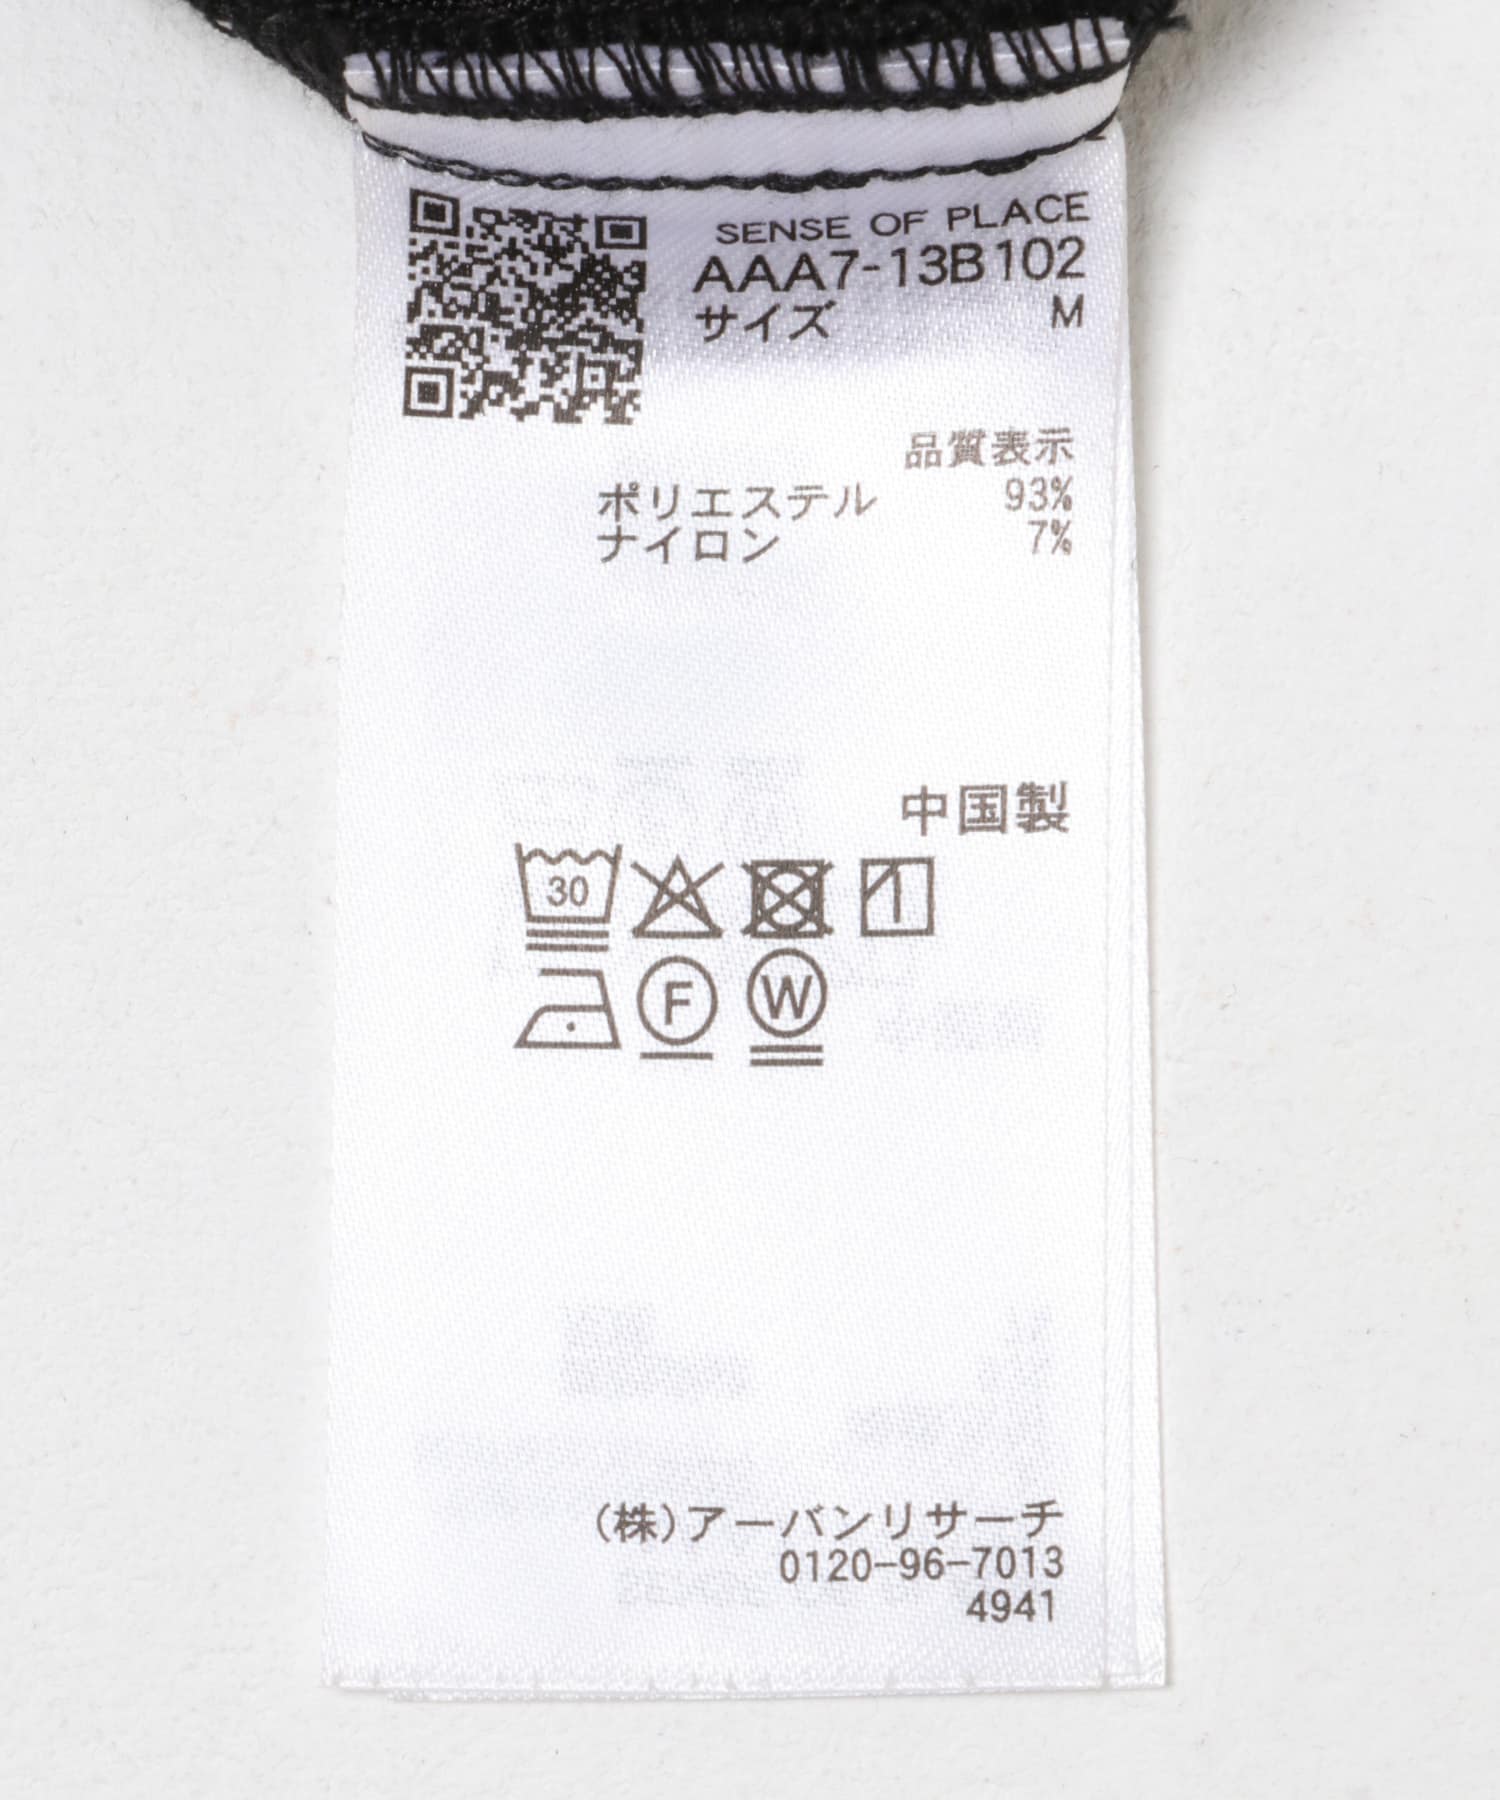 SENSE OF PLACE
AAA7-13B102
サイズ M
品質表示
ポリエステル 93%
ナイロン 7%
中国製
30
F W
(株)アーバンリサーチ
0120-96-7013
4941